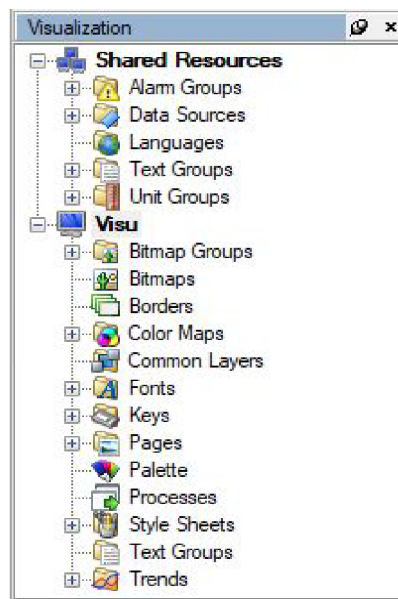 Visualization
Shared Resources
Alarm Groups
Data Sources
Languages
Text Groups
Unit Groups
Visu
Bitmap Groups
Bitmaps
Borders
Color Maps
Common Layers
Fonts
Keys
Pages
Palette
Processes
Style Sheets
Text Groups
Trends